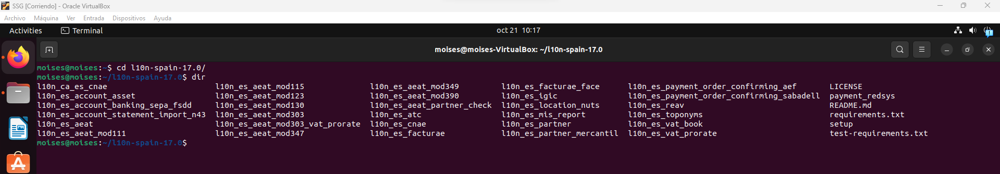 SSG [Corriendo] - Oracle VirtualBox
Archivo Máquina Ver Entrada Dispositivos Ayuda
Activities Terminal oct 21 10:17
moises@moises-VirtualBox: ~/l10n-spain-17.0
moises@moises:~$ cd l10n-spain-17.0/
moises@moises:~/l10n-spain-17.0$ dir
l10n_ca_es_cnae l10n_es_aeat_mod115 l10n_es_aeat_mod349 l10n_es_facturae_face l10n_es_payment_order_confirming_aef LICENSE
l10n_es_account_asset l10n_es_aeat_mod123 l10n_es_aeat_mod390 l10n_es_igic l10n_es_payment_order_confirming_sabadell payment_redsys
l10n_es_account_banking_sepa_fsdd l10n_es_aeat_mod130 l10n_es_aeat_partner_check l10n_es_location_nuts l10n_es_reav README.md
l10n_es_account_statement_import_n43 l10n_es_aeat_mod303 l10n_es_atc l10n_es_mis_report l10n_es_toponyms requirements.txt
l10n_es_aeat l10n_es_aeat_mod303_vat_prorate l10n_es_cnae l10n_es_partner l10n_es_vat_book setup
l10n_es_aeat_mod111 l10n_es_aeat_mod347 l10n_es_facturae l10n_es_partner_mercantil l10n_es_vat_prorate test-requirements.txt
moises@moises:~/l10n-spain-17.0$